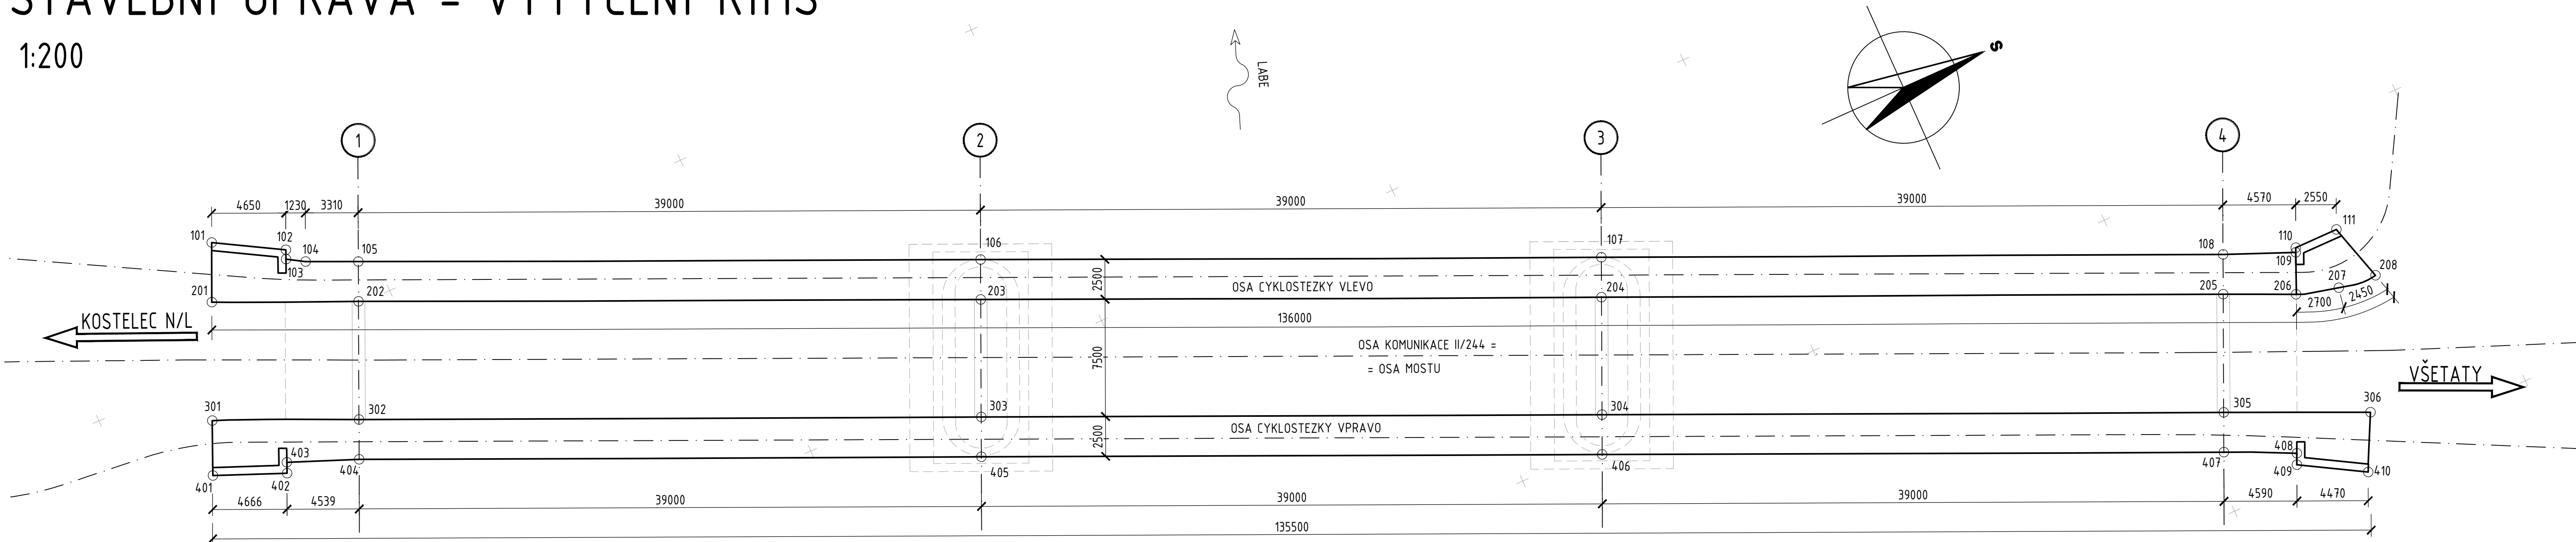 STAVEBNÍ ÚPRAVA = VYTYČENÍ ŘÍMS
1:200
LABE
S
1 2 3 4
4650 1230 3310 39000 39000 39000 4570 2550
101 102 104 105 106 107 108 110 111
103 109
2500
OSA CYKLOSTEZKY VLEVO
201 202 203 204 205 206 207 208
2700 2450
KOSTELEC N/L
136000
7500
OSA KOMUNIKACE II/244 =
= OSA MOSTU
VŠETATY
301 302 303 304 305 306
2500
OSA CYKLOSTEZKY VPRAVO
403 408
401 402 404 405 406 407 409 410
4666 4539 39000 39000 39000 4590 4470
135500